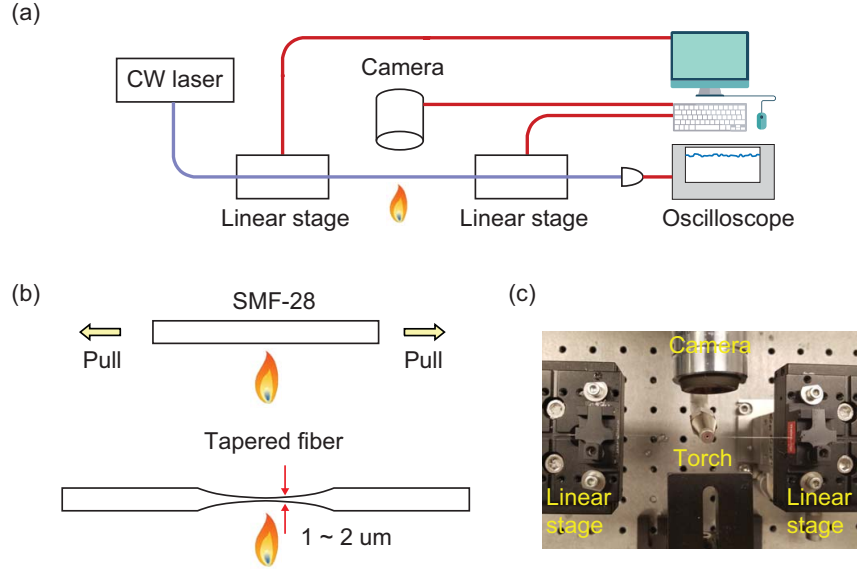 (a)
CW laser
Camera
Linear stage
Linear stage
Oscilloscope
(b)
SMF-28
Pull
Pull
Tapered fiber
1 ~ 2 um
(c)
Camera
Torch
Linear
stage
Linear
stage